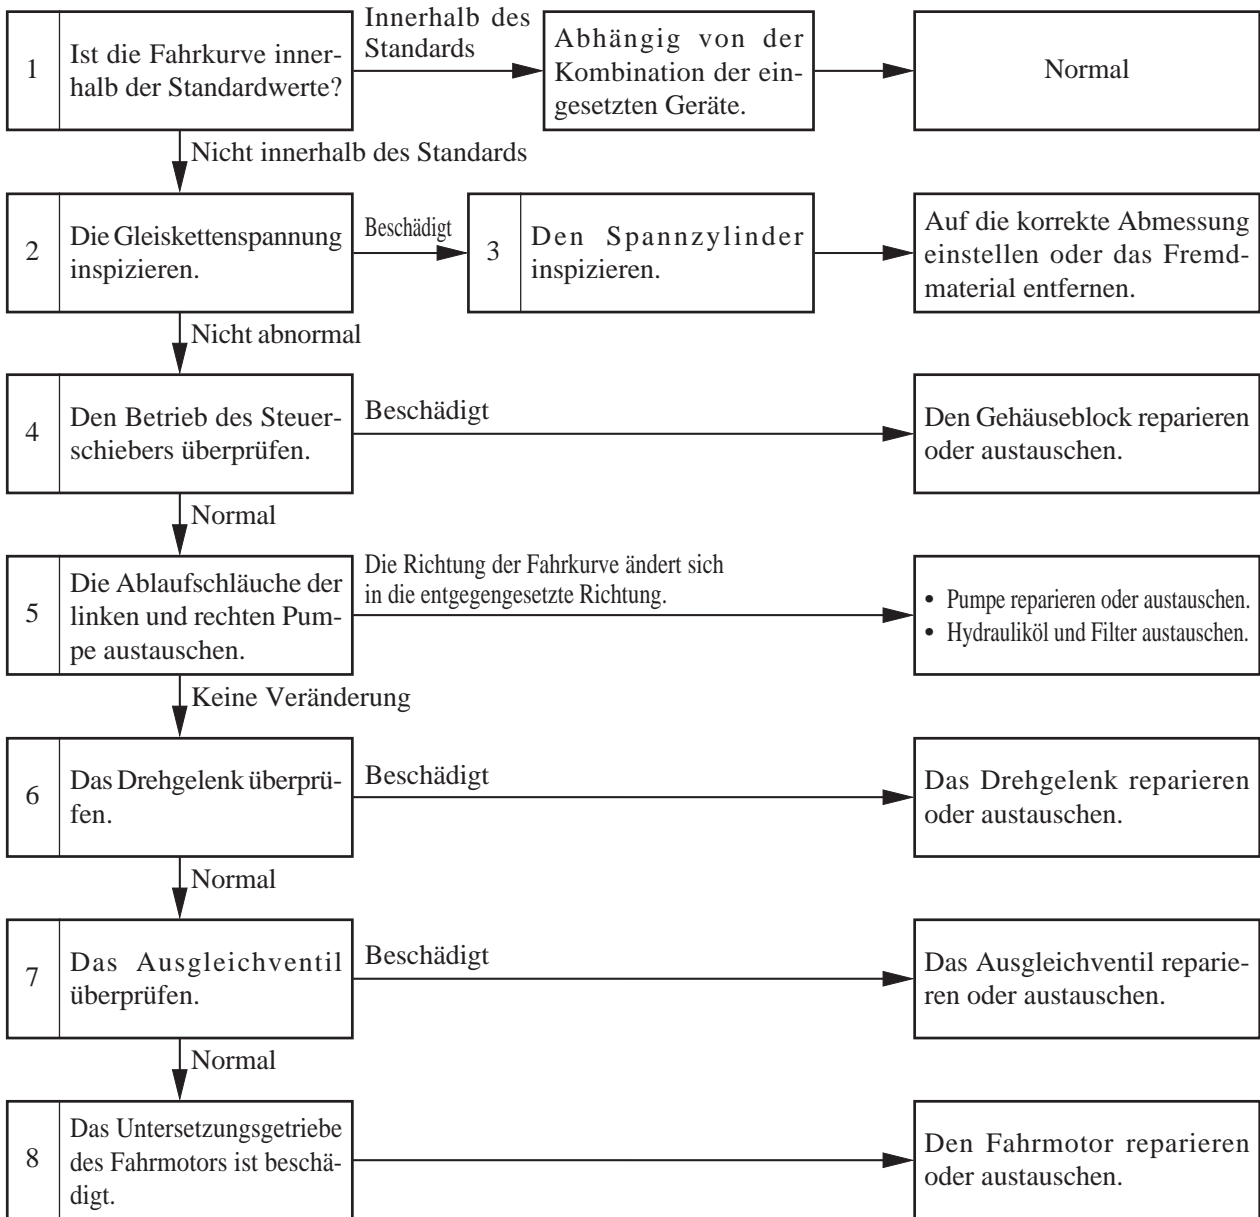 1
Ist die Fahrkurve inner-
halb der Standardwerte?
Innerhalb des
Standards
Abhängig von der
Kombination der ein-
gesetzten Geräte.
Normal
Nicht innerhalb des Standards
2
Die Gleiskettenspannung
inspizieren.
Beschädigt
3
Den Spannzylinder
inspizieren.
Auf die korrekte Abmessung
einstellen oder das Fremd-
material entfernen.
Nicht abnormal
4
Den Betrieb des Steuer-
schiebers überprüfen.
Beschädigt
Den Gehäuseblock reparieren
oder austauschen.
Normal
5
Die Ablaufschläuche der
linken und rechten Pum-
pe austauschen.
Die Richtung der Fahrkurve ändert sich
in die entgegengesetzte Richtung.
• Pumpe reparieren oder austauschen.
• Hydrauliköl und Filter austauschen.
Keine Veränderung
6
Das Drehgelenk überprü-
fen.
Beschädigt
Das Drehgelenk reparieren
oder austauschen.
Normal
7
Das Ausgleichventil
überprüfen.
Beschädigt
Das Ausgleichventil reparie-
ren oder austauschen.
Normal
8
Das Untersetzungsgetriebe
des Fahrmotors ist beschä-
digt.
Den Fahrmotor reparieren
oder austauschen.